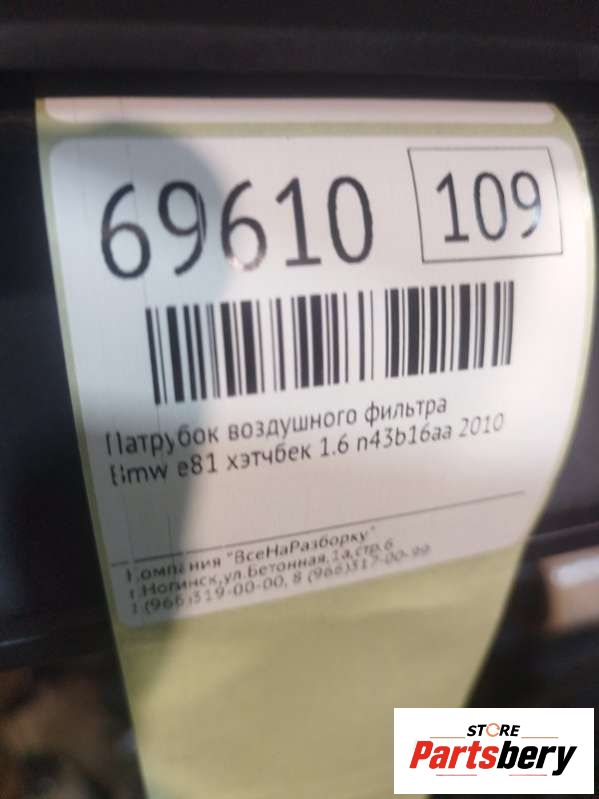 69610 109
Патрубок воздушного фильтра
Bmw e81 хэтчбек 1.6 n43b16aa 2010
Компания "ВсеНаРазборку"
г.Ногинск,ул.Бетонная,1а,стр.6
8 (966)319-00-00, 8 (966)317-00-99
STORE
Partsbery